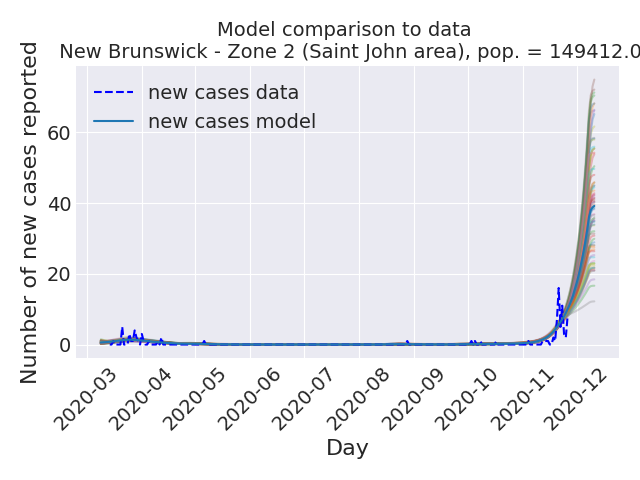 Model comparison to data
New Brunswick - Zone 2 (Saint John area), pop. = 149412.0
Number of new cases reported
new cases data
new cases model
60
40
20
0
2020-03
2020-04
2020-05
2020-06
2020-07
2020-08
2020-09
2020-10
2020-11
2020-12
Day